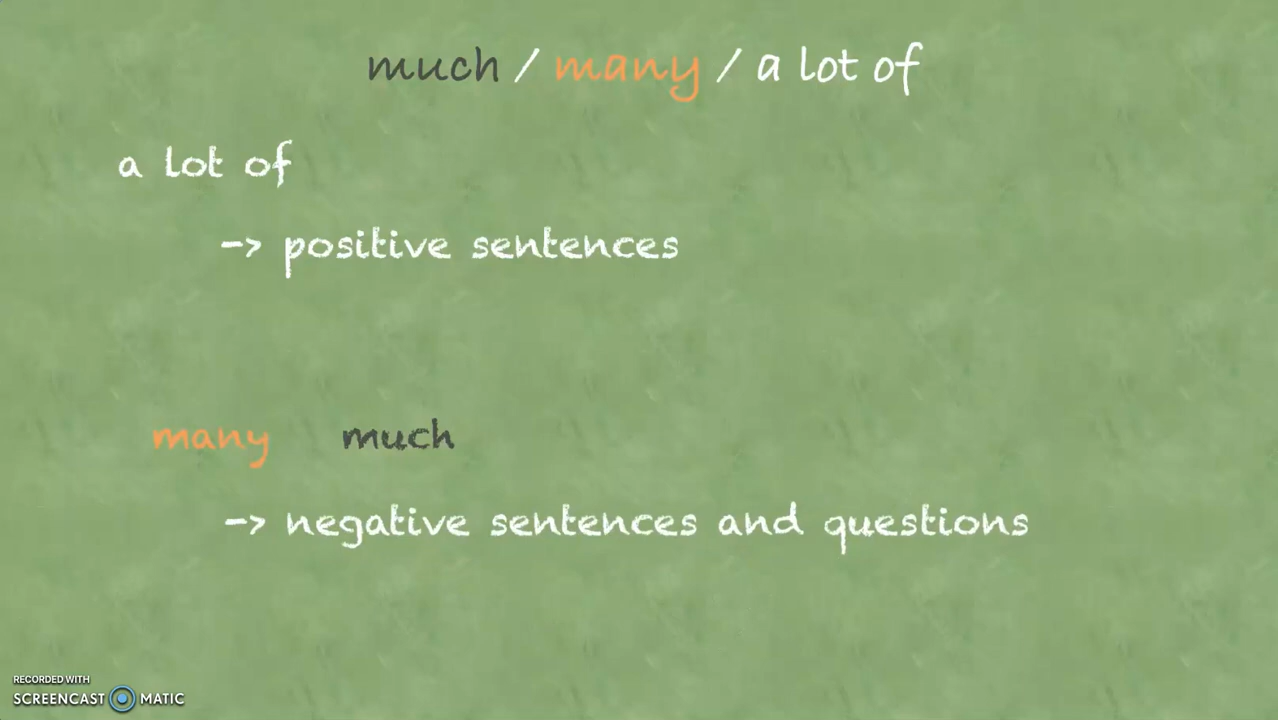 much / many / a lot of
a lot of
-> positive sentences
many much
-> negative sentences and questions
RECORDED WITH
SCREENCAST MATIC